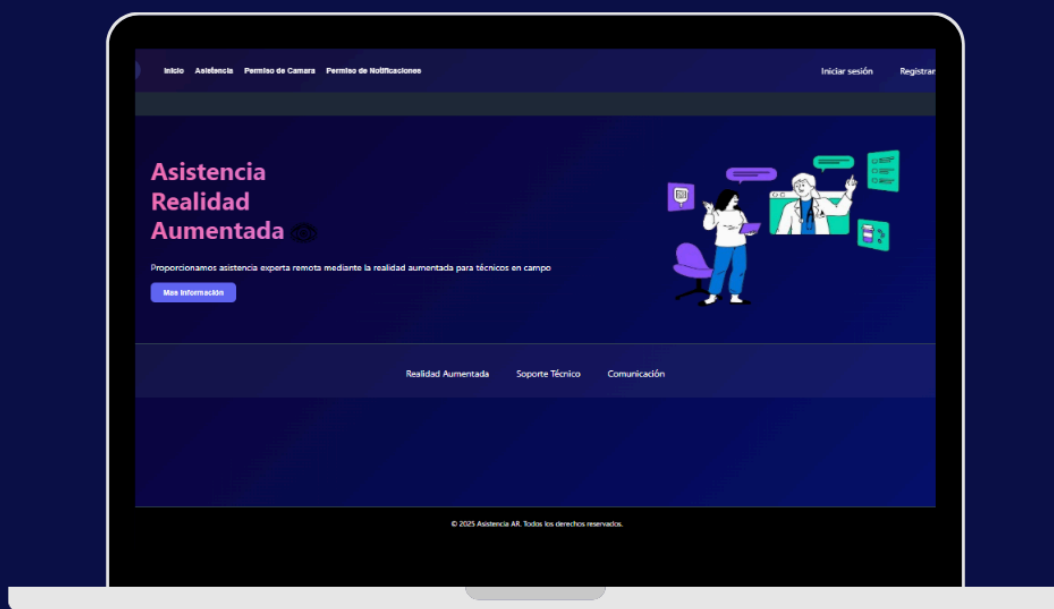 Inicio Asistencia Permiso de Camara Permiso de Notificaciones
Iniciar sesión Registrar
Asistencia
Realidad
Aumentada
Proporcionamos asistencia experta remota mediante la realidad aumentada para técnicos en campo
Mas Información
Realidad Aumentada Soporte Técnico Comunicación
© 2025 Asistencia AR. Todos los derechos reservados.